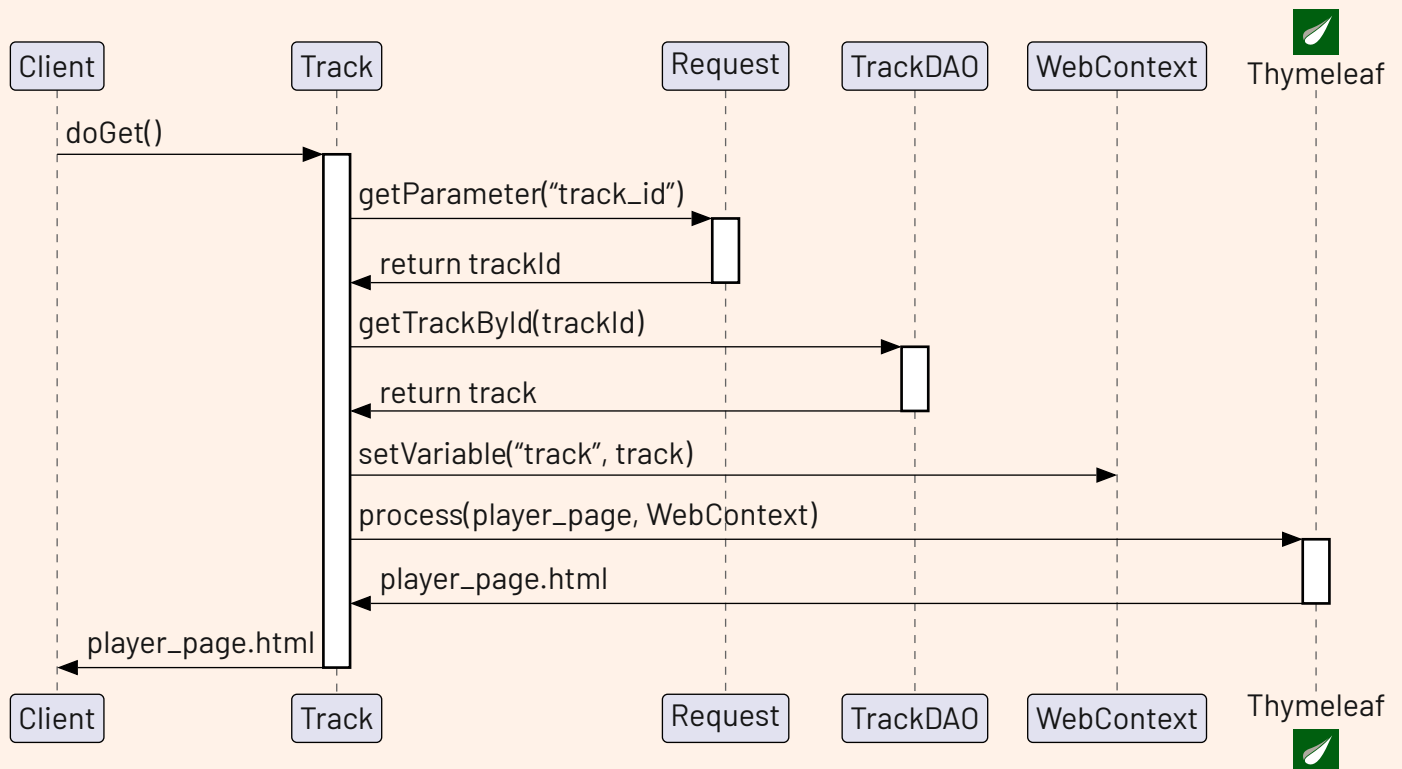 Client
Track
Request
TrackDAO
WebContext
Thymeleaf
doGet()
getParameter(“track_id”)
return trackId
getTrackById(trackId)
return track
setVariable(“track”, track)
process(player_page, WebContext)
player_page.html
player_page.html
Client
Track
Request
TrackDAO
WebContext
Thymeleaf